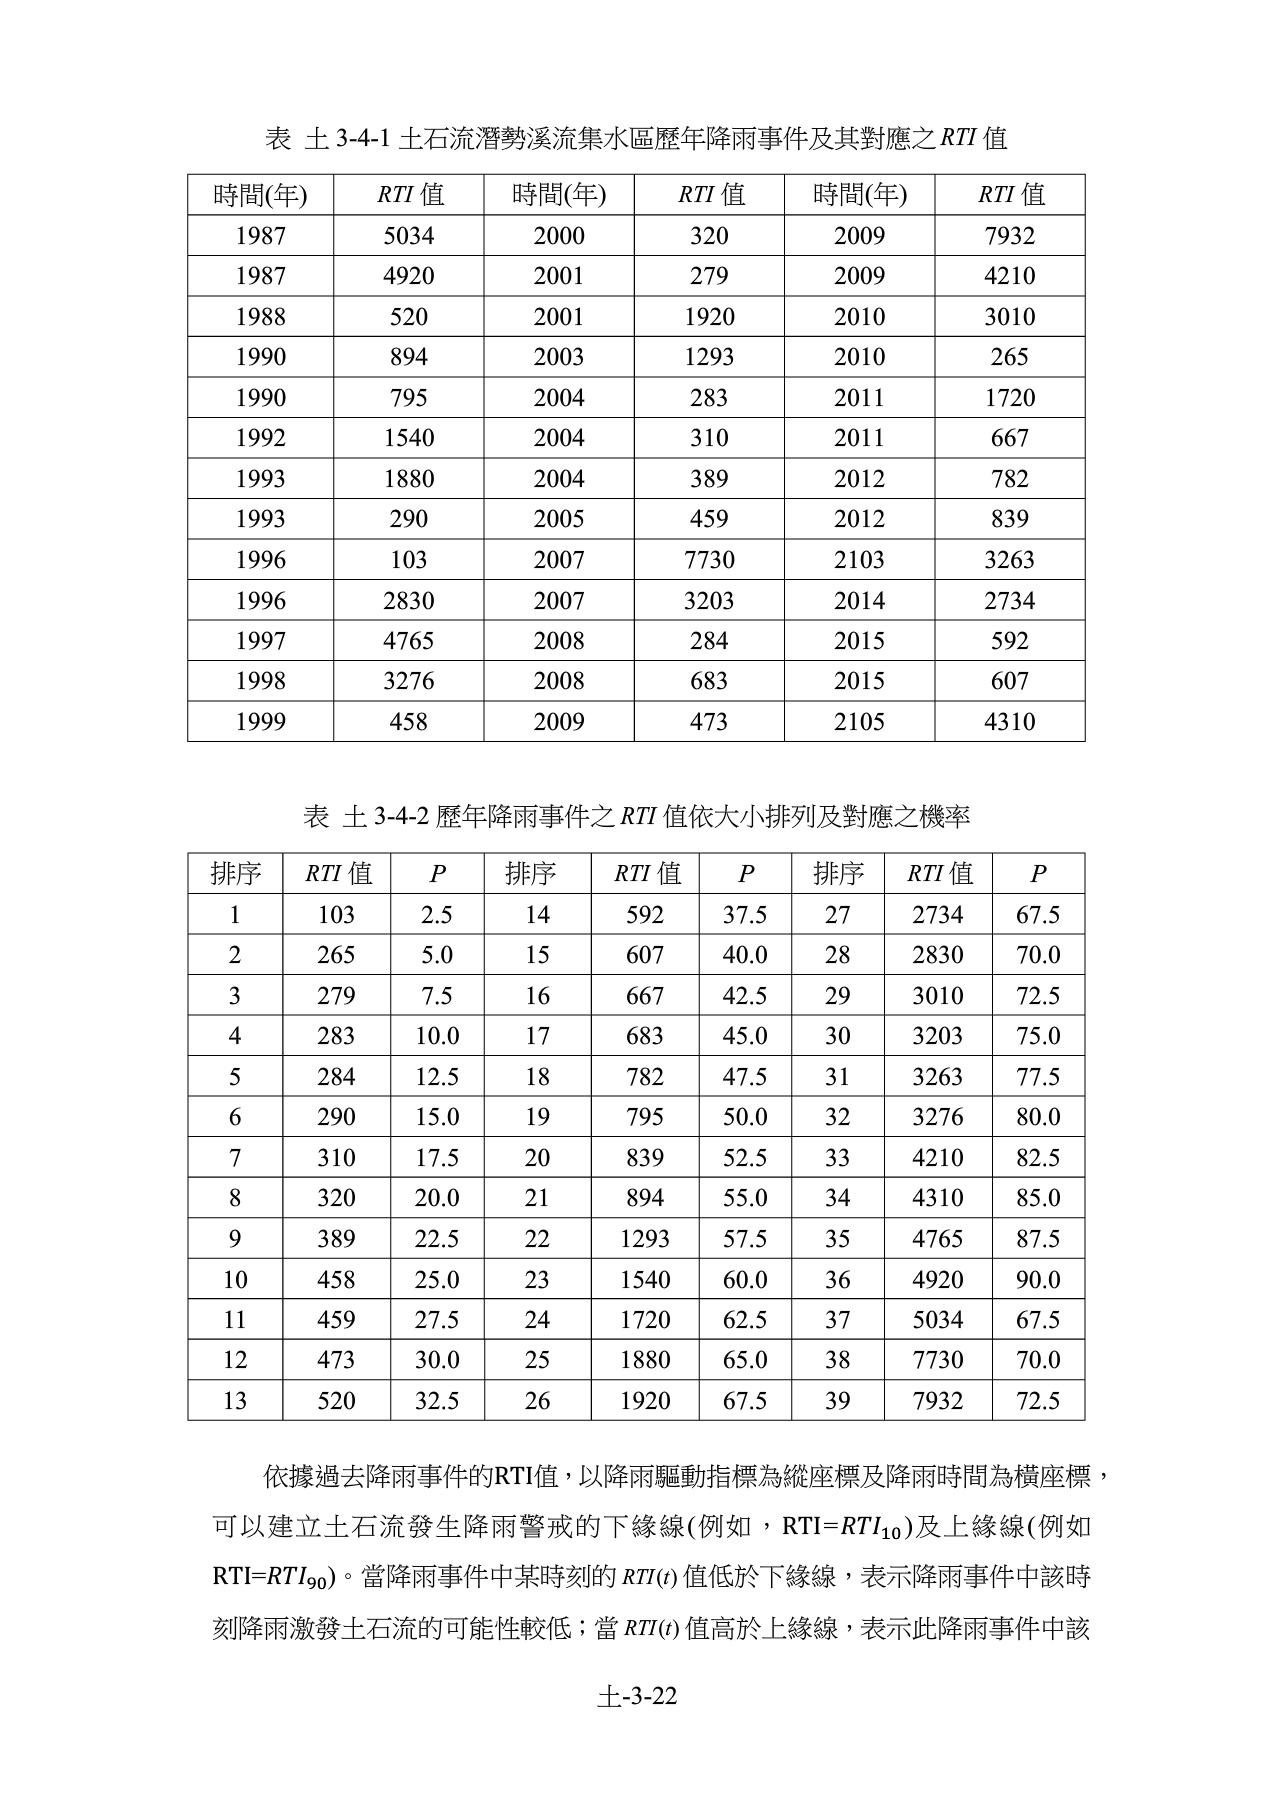 表 土 3-4-1 土石流潛勢溪流集水區歷年降雨事件及其對應之 RTI 值
時間(年) RTI 值 時間(年) RTI 值 時間(年) RTI 值
1987 5034 2000 320 2009 7932
1987 4920 2001 279 2009 4210
1988 520 2001 1920 2010 3010
1990 894 2003 1293 2010 265
1990 795 2004 283 2011 1720
1992 1540 2004 310 2011 667
1993 1880 2004 389 2012 782
1993 290 2005 459 2012 839
1996 103 2007 7730 2103 3263
1996 2830 2007 3203 2014 2734
1997 4765 2008 284 2015 592
1998 3276 2008 683 2015 607
1999 458 2009 473 2105 4310
表 土 3-4-2 歷年降雨事件之 RTI 值依大小排列及對應之機率
排序 RTI 值 P 排序 RTI 值 P 排序 RTI 值 P
1 103 2.5 14 592 37.5 27 2734 67.5
2 265 5.0 15 607 40.0 28 2830 70.0
3 279 7.5 16 667 42.5 29 3010 72.5
4 283 10.0 17 683 45.0 30 3203 75.0
5 284 12.5 18 782 47.5 31 3263 77.5
6 290 15.0 19 795 50.0 32 3276 80.0
7 310 17.5 20 839 52.5 33 4210 82.5
8 320 20.0 21 894 55.0 34 4310 85.0
9 389 22.5 22 1293 57.5 35 4765 87.5
10 458 25.0 23 1540 60.0 36 4920 90.0
11 459 27.5 24 1720 62.5 37 5034 67.5
12 473 30.0 25 1880 65.0 38 7730 70.0
13 520 32.5 26 1920 67.5 39 7932 72.5
依據過去降雨事件的RTI值，以降雨驅動指標為縱座標及降雨時間為橫座標，
可以建立土石流發生降雨警戒的下緣線(例如，RTI=RTI₁₀)及上緣線(例如
RTI=RTI₉₀)。當降雨事件中某時刻的 RTI(t) 值低於下緣線，表示降雨事件中該時
刻降雨激發土石流的可能性較低；當 RTI(t) 值高於上緣線，表示此降雨事件中該
土-3-22